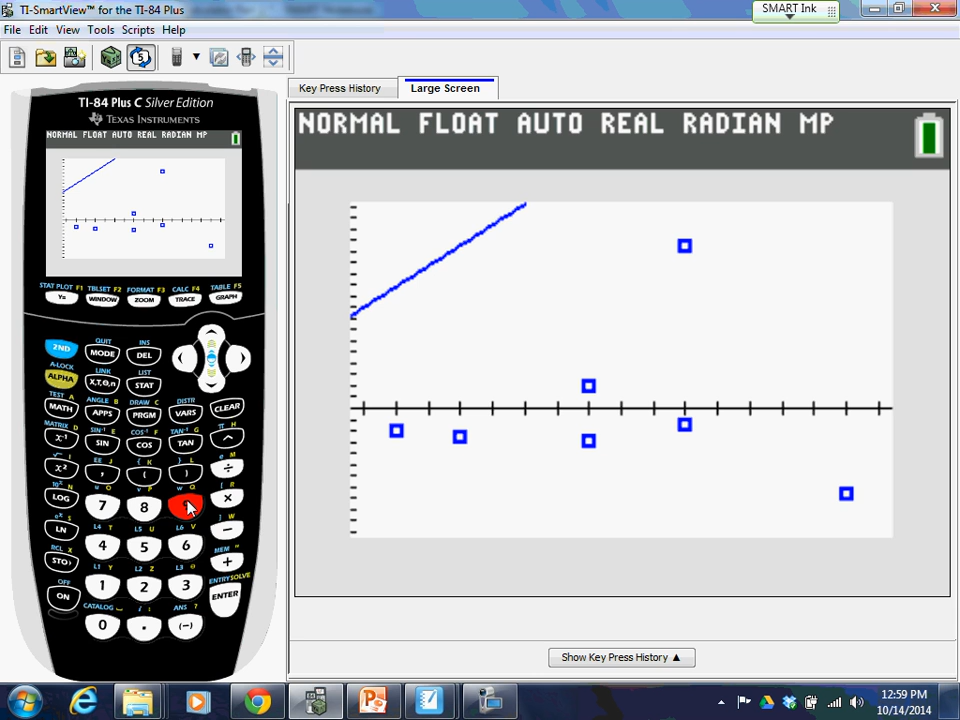 TI-SmartView™ for the TI-84 Plus
SMART Ink
File Edit View Tools Scripts Help
5
Key Press History Large Screen
TI-84 Plus C Silver Edition
TEXAS INSTRUMENTS
NORMAL FLOAT AUTO REAL RADIAN MP
NORMAL FLOAT AUTO REAL RADIAN MP
STAT PLOT F1 TBLSET F2 FORMAT F3 CALC F4 TABLE F5
Y= WINDOW ZOOM TRACE GRAPH
QUIT INS
2ND MODE DEL
A-LOCK LINK LIST
ALPHA X,T,Θ,n STAT
TEST A ANGLE B DRAW C DISTR
MATH APPS PRGM VARS CLEAR
MATRIX D SIN⁻¹ E COS⁻¹ F TAN⁻¹ G π H
x⁻¹ SIN COS TAN ^
√ I EE J { K } L e M
x² , ( ) ÷
10ˣ N u O v P w Q [ R
LOG 7 8 ×
eˣ S L4 T L5 U L6 V ] W
LN 4 5 6 −
RCL X L1 Y L2 Z L3 θ MEM "
STO› 1 2 3 +
OFF CATALOG i : ANS ? ENTRY SOLVE
ON 0 . (−) ENTER
Show Key Press History ▲
12:59 PM
10/14/2014